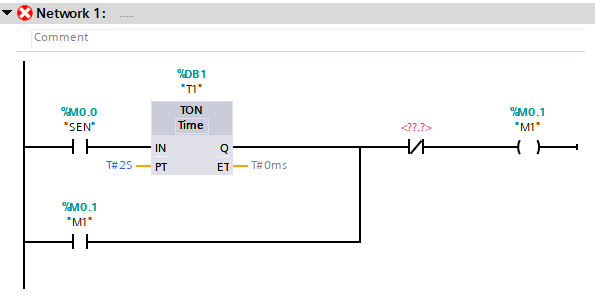 Network 1: .....
Comment
%DB1
"T1"
%M0.0
"SEN"
TON
Time
<??.?>
%M0.1
"M1"
IN Q
T#2S PT ET T#0ms
%M0.1
"M1"